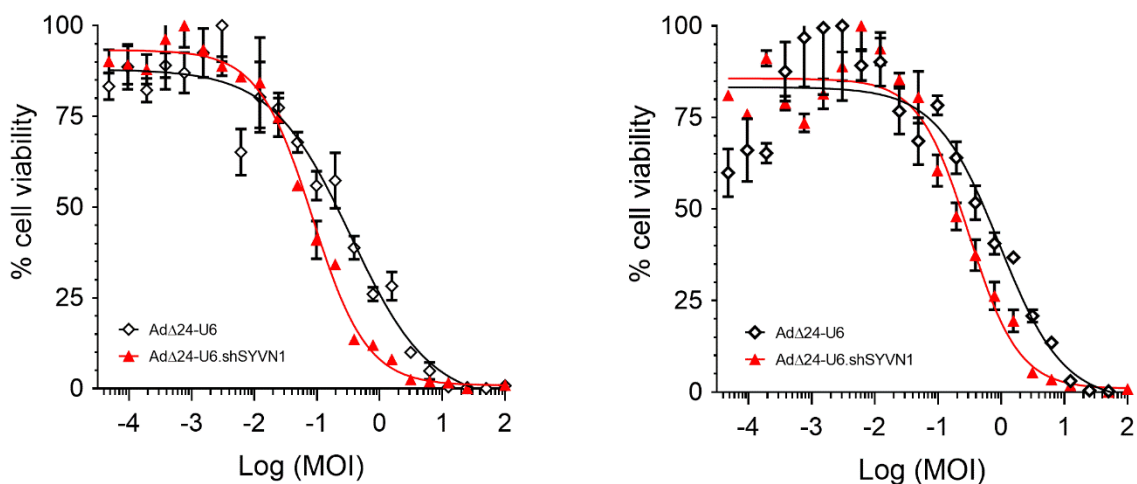 100
75
50
25
0
% cell viability
AdΔ24-U6
AdΔ24-U6.shSYVN1
-4 -3 -2 -1 0 1 2
Log (MOI)
100
75
50
25
0
% cell viability
AdΔ24-U6
AdΔ24-U6.shSYVN1
-4 -3 -2 -1 0 1 2
Log (MOI)